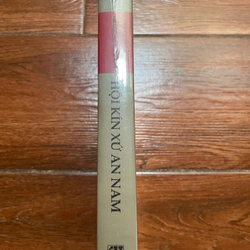 HỘI KÍN XỨ AN NAM